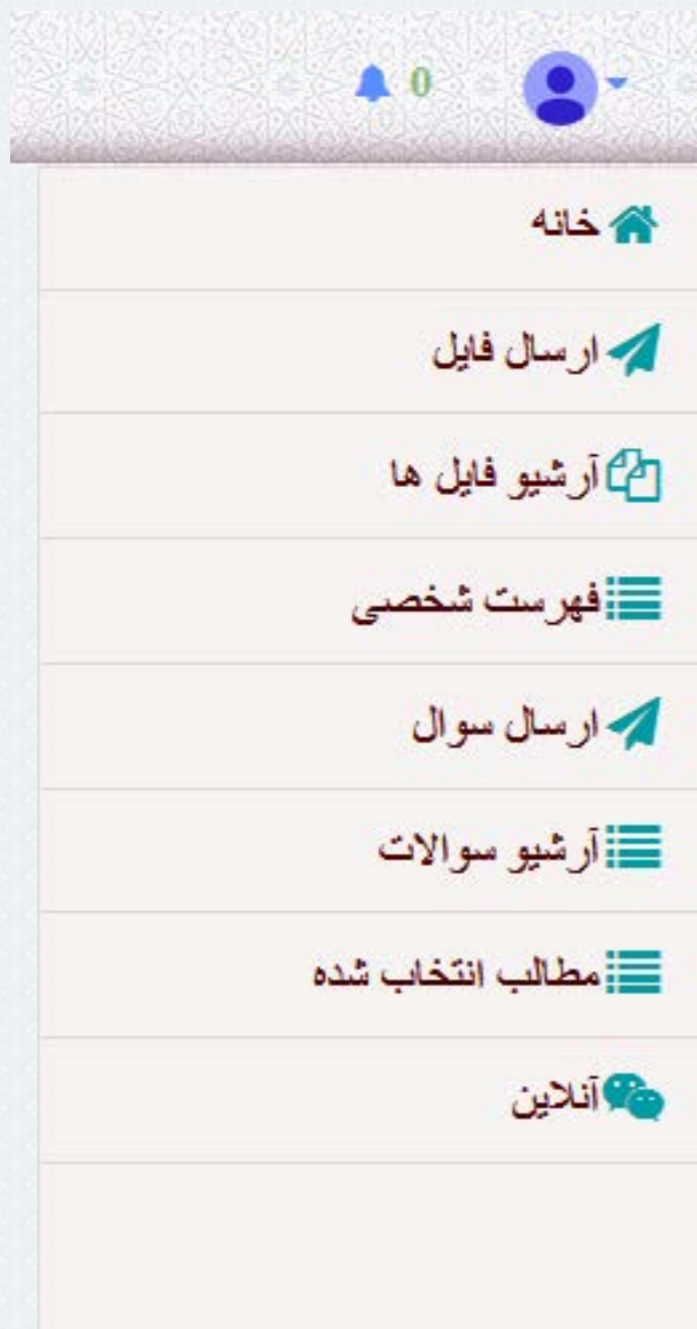 0
خانه
ارسال فایل
آرشیو فایل ها
فهرست شخصی
ارسال سوال
آرشیو سوالات
مطالب انتخاب شده
آنلاین